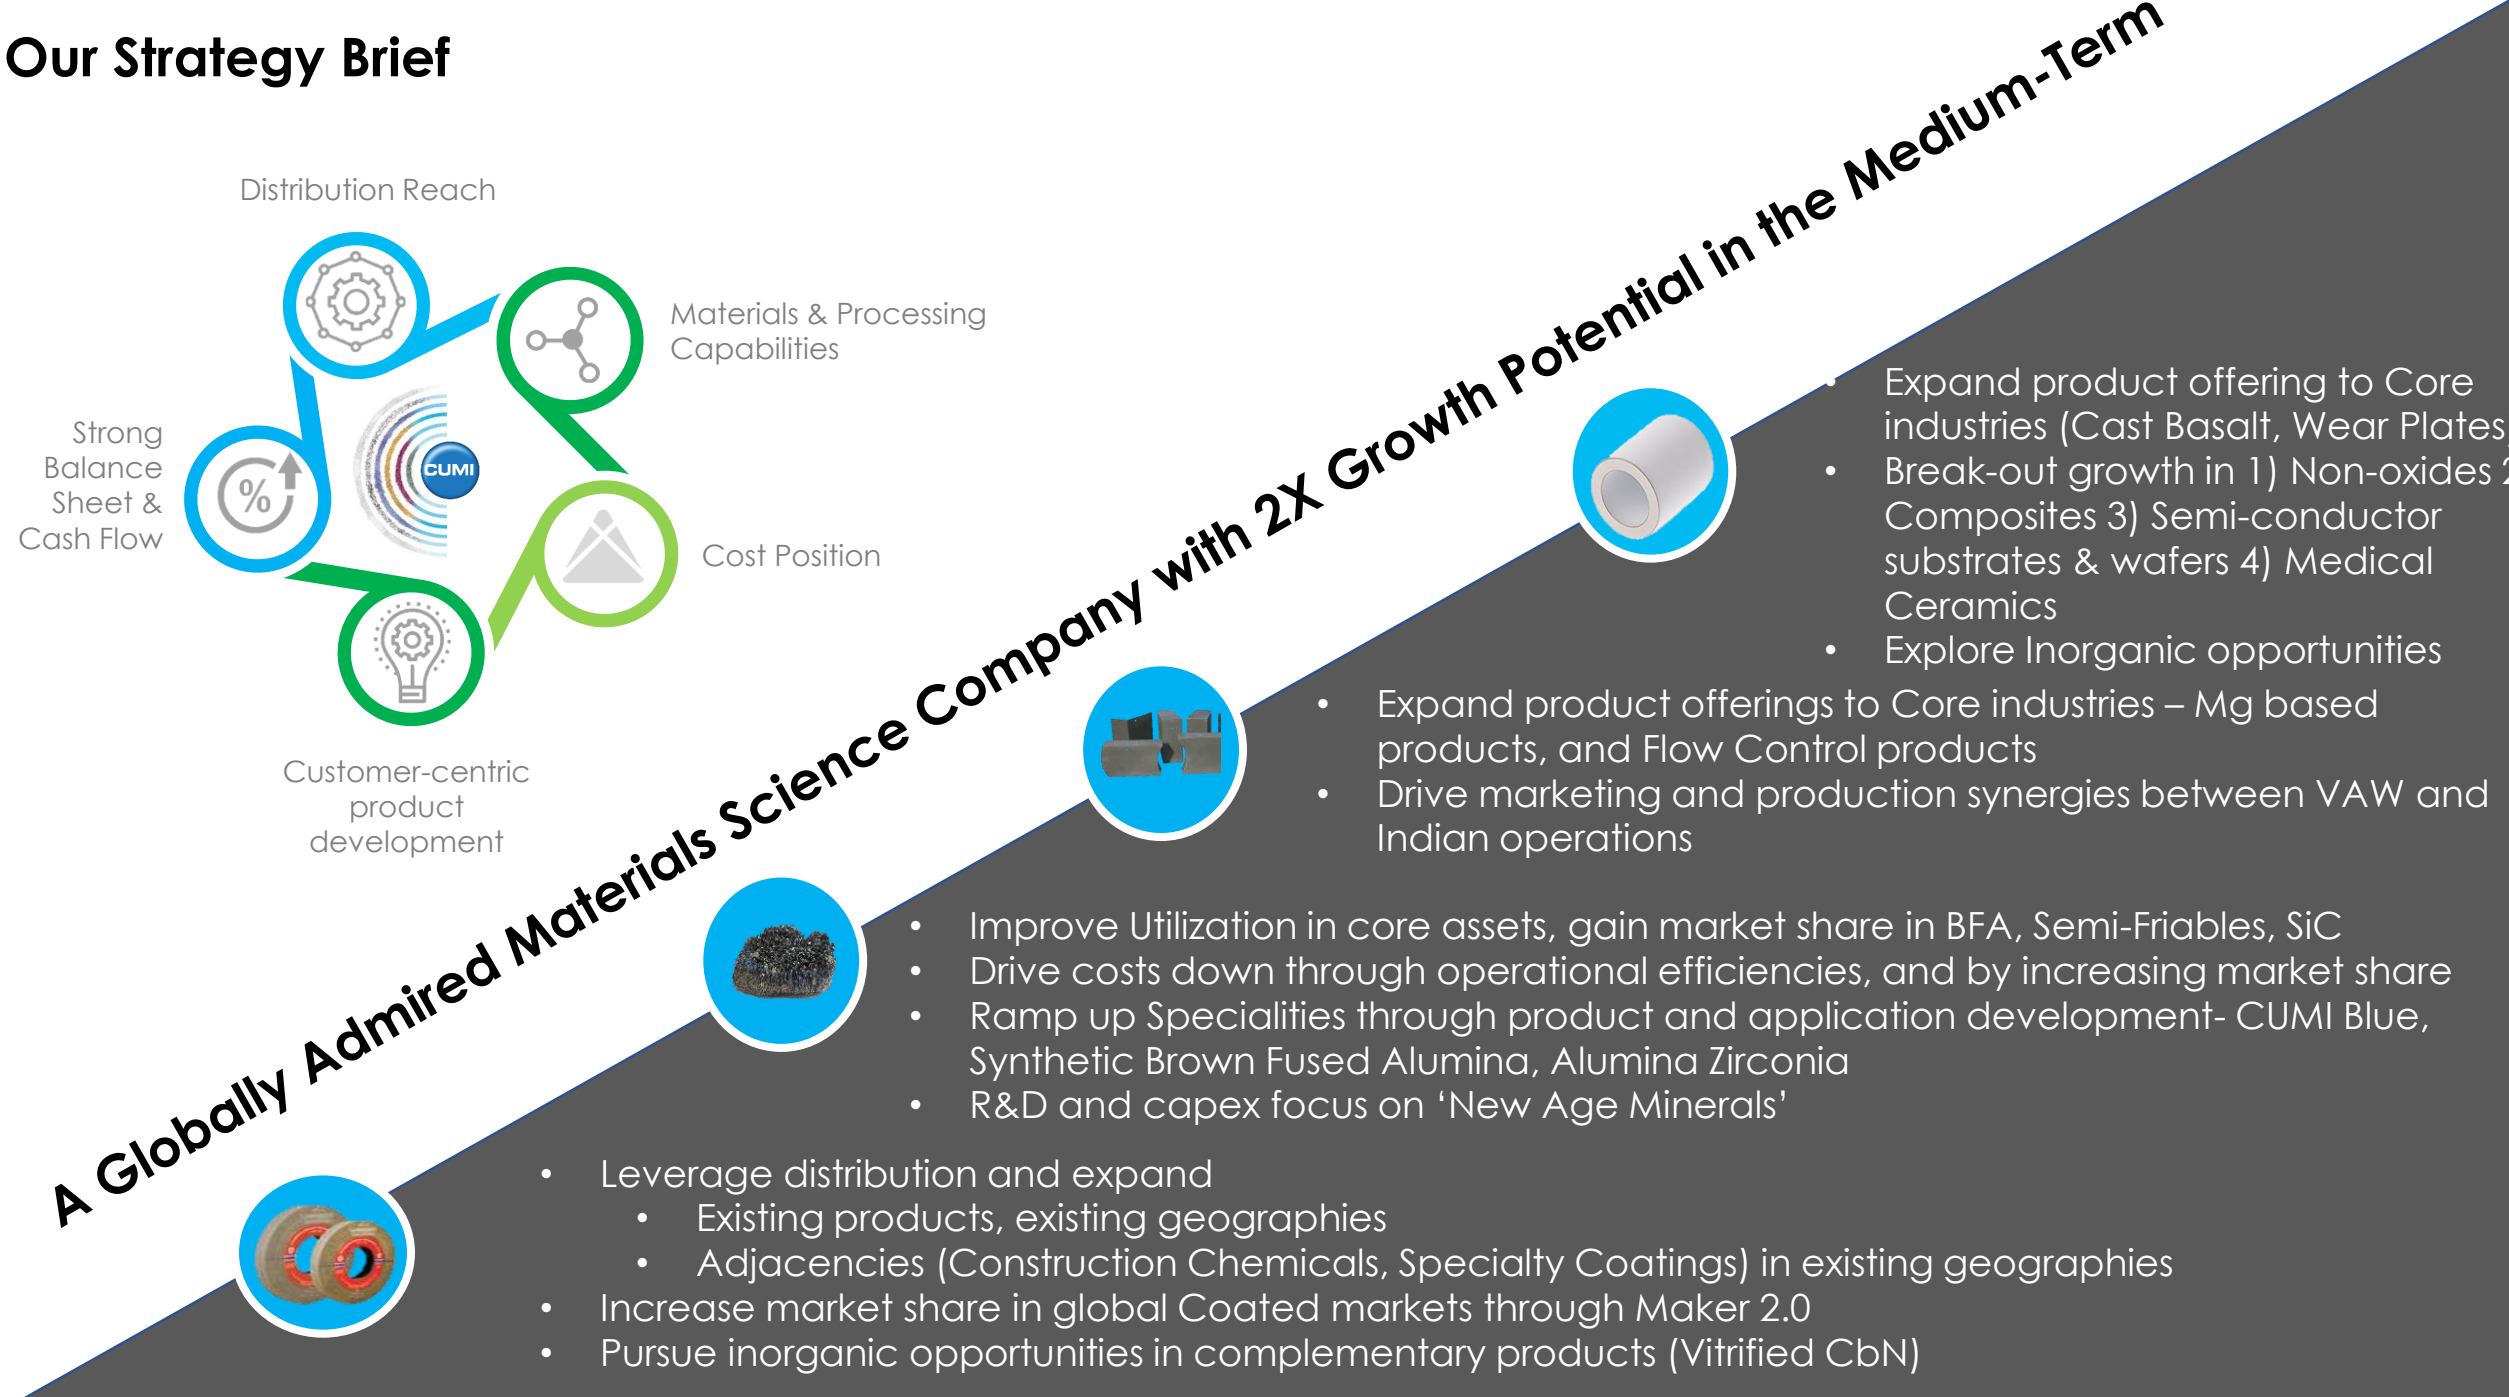 Our Strategy Brief
Distribution Reach
Materials & Processing
Capabilities
Strong
Balance
Sheet &
Cash Flow
%
CUMI
Cost Position
Customer-centric
product
development
A Globally Admired Materials Science Company with 2X Growth Potential in the Medium-Term
• Expand product offering to Core
industries (Cast Basalt, Wear Plates,
• Break-out growth in 1) Non-oxides 2
Composites 3) Semi-conductor
substrates & wafers 4) Medical
Ceramics
• Explore Inorganic opportunities
• Expand product offerings to Core industries – Mg based
products, and Flow Control products
• Drive marketing and production synergies between VAW and
Indian operations
• Improve Utilization in core assets, gain market share in BFA, Semi-Friables, SiC
• Drive costs down through operational efficiencies, and by increasing market share
• Ramp up Specialities through product and application development- CUMI Blue,
Synthetic Brown Fused Alumina, Alumina Zirconia
• R&D and capex focus on ‘New Age Minerals’
• Leverage distribution and expand
• Existing products, existing geographies
• Adjacencies (Construction Chemicals, Specialty Coatings) in existing geographies
• Increase market share in global Coated markets through Maker 2.0
• Pursue inorganic opportunities in complementary products (Vitrified CbN)